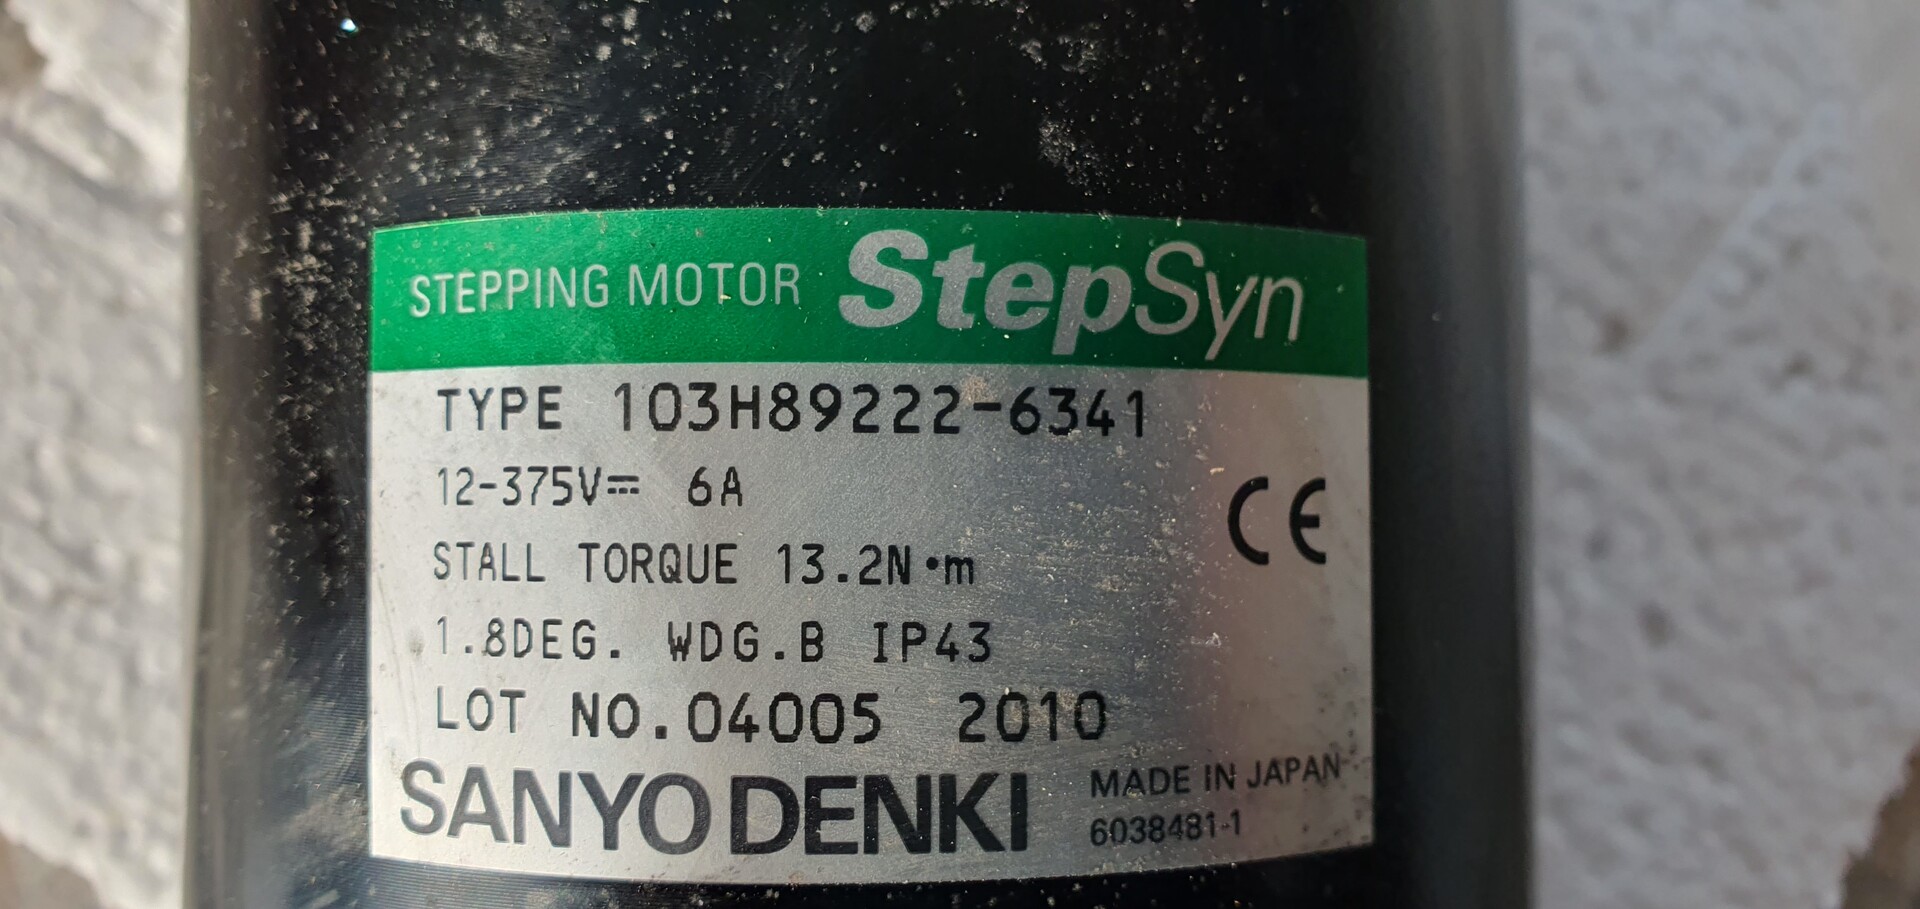 STEPPING MOTOR StepSyn
TYPE 103H89222-6341
12-375V⎓ 6A
CE
STALL TORQUE 13.2N•m
1.8DEG. WDG.B IP43
LOT NO.04005 2010
SANYO DENKI MADE IN JAPAN
6038481-1